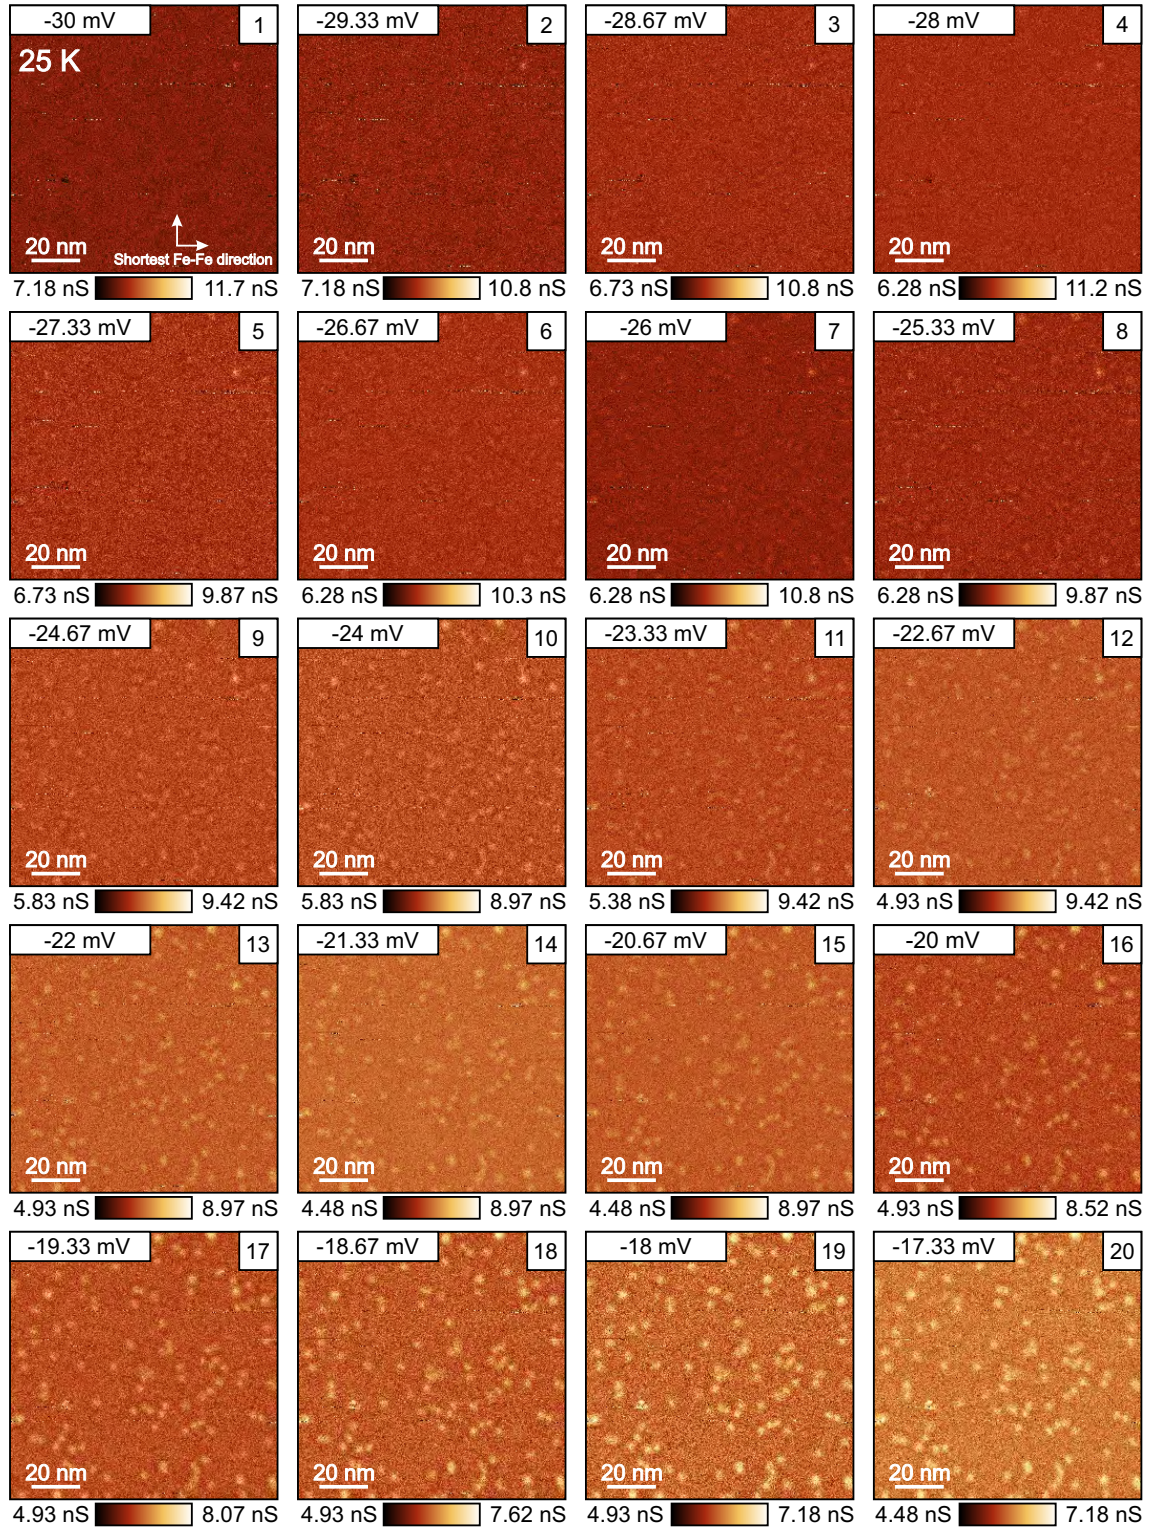 -30 mV 1 -29.33 mV 2 -28.67 mV 3 -28 mV 4
25 K
20 nm Shortest Fe-Fe direction 20 nm 20 nm 20 nm
7.18 nS 11.7 nS 7.18 nS 10.8 nS 6.73 nS 10.8 nS 6.28 nS 11.2 nS
-27.33 mV 5 -26.67 mV 6 -26 mV 7 -25.33 mV 8
20 nm 20 nm 20 nm 20 nm
6.73 nS 9.87 nS 6.28 nS 10.3 nS 6.28 nS 10.8 nS 6.28 nS 9.87 nS
-24.67 mV 9 -24 mV 10 -23.33 mV 11 -22.67 mV 12
20 nm 20 nm 20 nm 20 nm
5.83 nS 9.42 nS 5.83 nS 8.97 nS 5.38 nS 9.42 nS 4.93 nS 9.42 nS
-22 mV 13 -21.33 mV 14 -20.67 mV 15 -20 mV 16
20 nm 20 nm 20 nm 20 nm
4.93 nS 8.97 nS 4.48 nS 8.97 nS 4.48 nS 8.97 nS 4.93 nS 8.52 nS
-19.33 mV 17 -18.67 mV 18 -18 mV 19 -17.33 mV 20
20 nm 20 nm 20 nm 20 nm
4.93 nS 8.07 nS 4.93 nS 7.62 nS 4.93 nS 7.18 nS 4.48 nS 7.18 nS